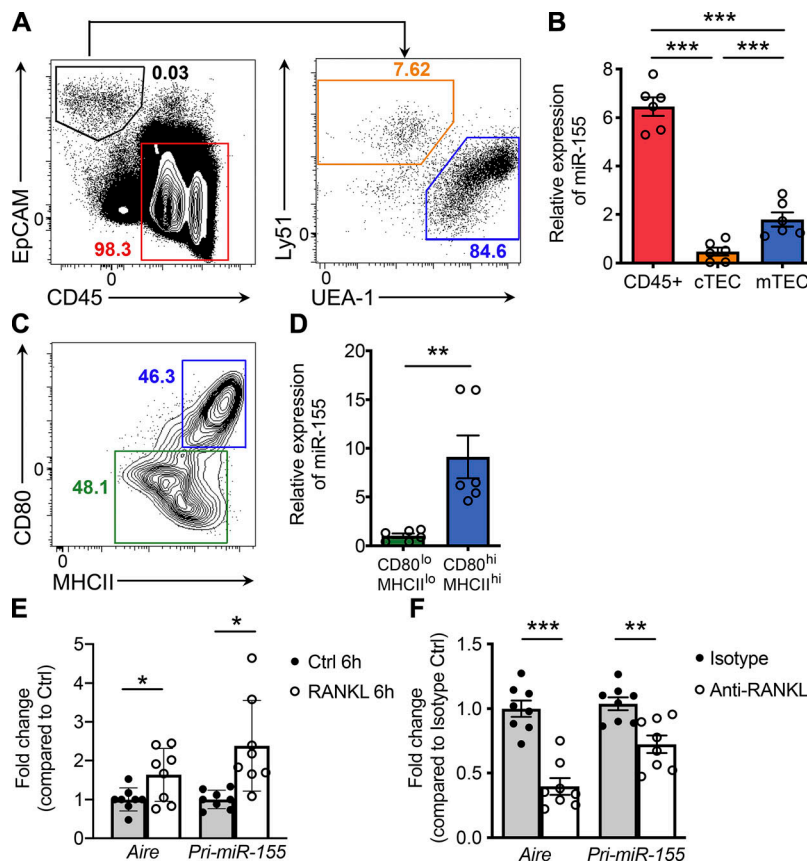 A
0.03
EpCAM
0
98.3
0
CD45
7.62
Ly51
0
84.6
0
UEA-1
B
***
***
***
Relative expression
of miR-155
8
6
4
2
0
CD45+
cTEC
mTEC
C
46.3
CD80
0
48.1
0
MHCII
D
**
Relative expression
of miR-155
20
15
10
5
0
CD80lo
MHCIIlo
CD80hi
MHCIIhi
E
Fold change
(compared to Ctrl)
5
4
3
2
1
0
*
*
Aire
Pri-miR-155
Ctrl 6h
RANKL 6h
F
Fold change
(compared to Isotype Ctrl)
1.5
1.0
0.5
0.0
***
**
Aire
Pri-miR-155
Isotype
Anti-RANKL